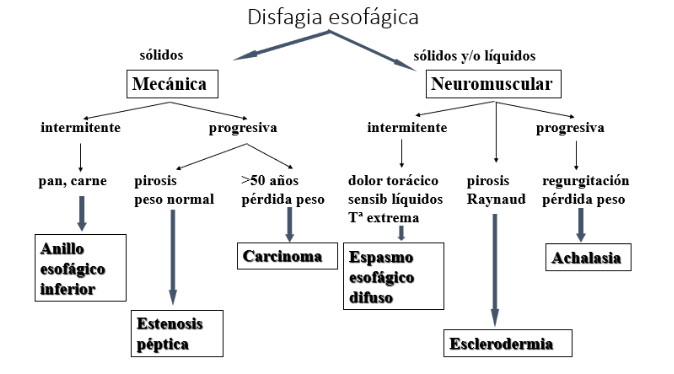 Disfagia esofágica
sólidos
sólidos y/o líquidos
Mecánica
Neuromuscular
intermitente
progresiva
intermitente
progresiva
pan, carne
pirosis
peso normal
>50 años
pérdida peso
dolor torácico
sensib líquidos
Tª extrema
pirosis
Raynaud
regurgitación
pérdida peso
Anillo
esofágico
inferior
Estenosis
péptica
Carcinoma
Espasmo
esofágico
difuso
Esclerodermia
Achalasia